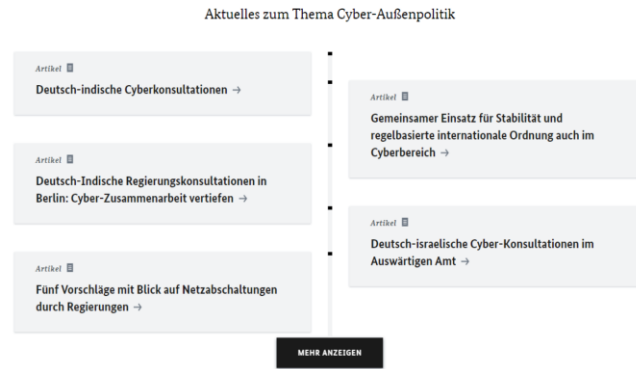 Aktuelles zum Thema Cyber-Außenpolitik
Artikel
Deutsch-indische Cyberkonsultationen →
Artikel
Gemeinsamer Einsatz für Stabilität und
regelbasierte internationale Ordnung auch im
Cyberbereich →
Artikel
Deutsch-Indische Regierungskonsultationen in
Berlin: Cyber-Zusammenarbeit vertiefen →
Artikel
Deutsch-israelische Cyber-Konsultationen im
Auswärtigen Amt →
Artikel
Fünf Vorschläge mit Blick auf Netzabschaltungen
durch Regierungen →
MEHR ANZEIGEN